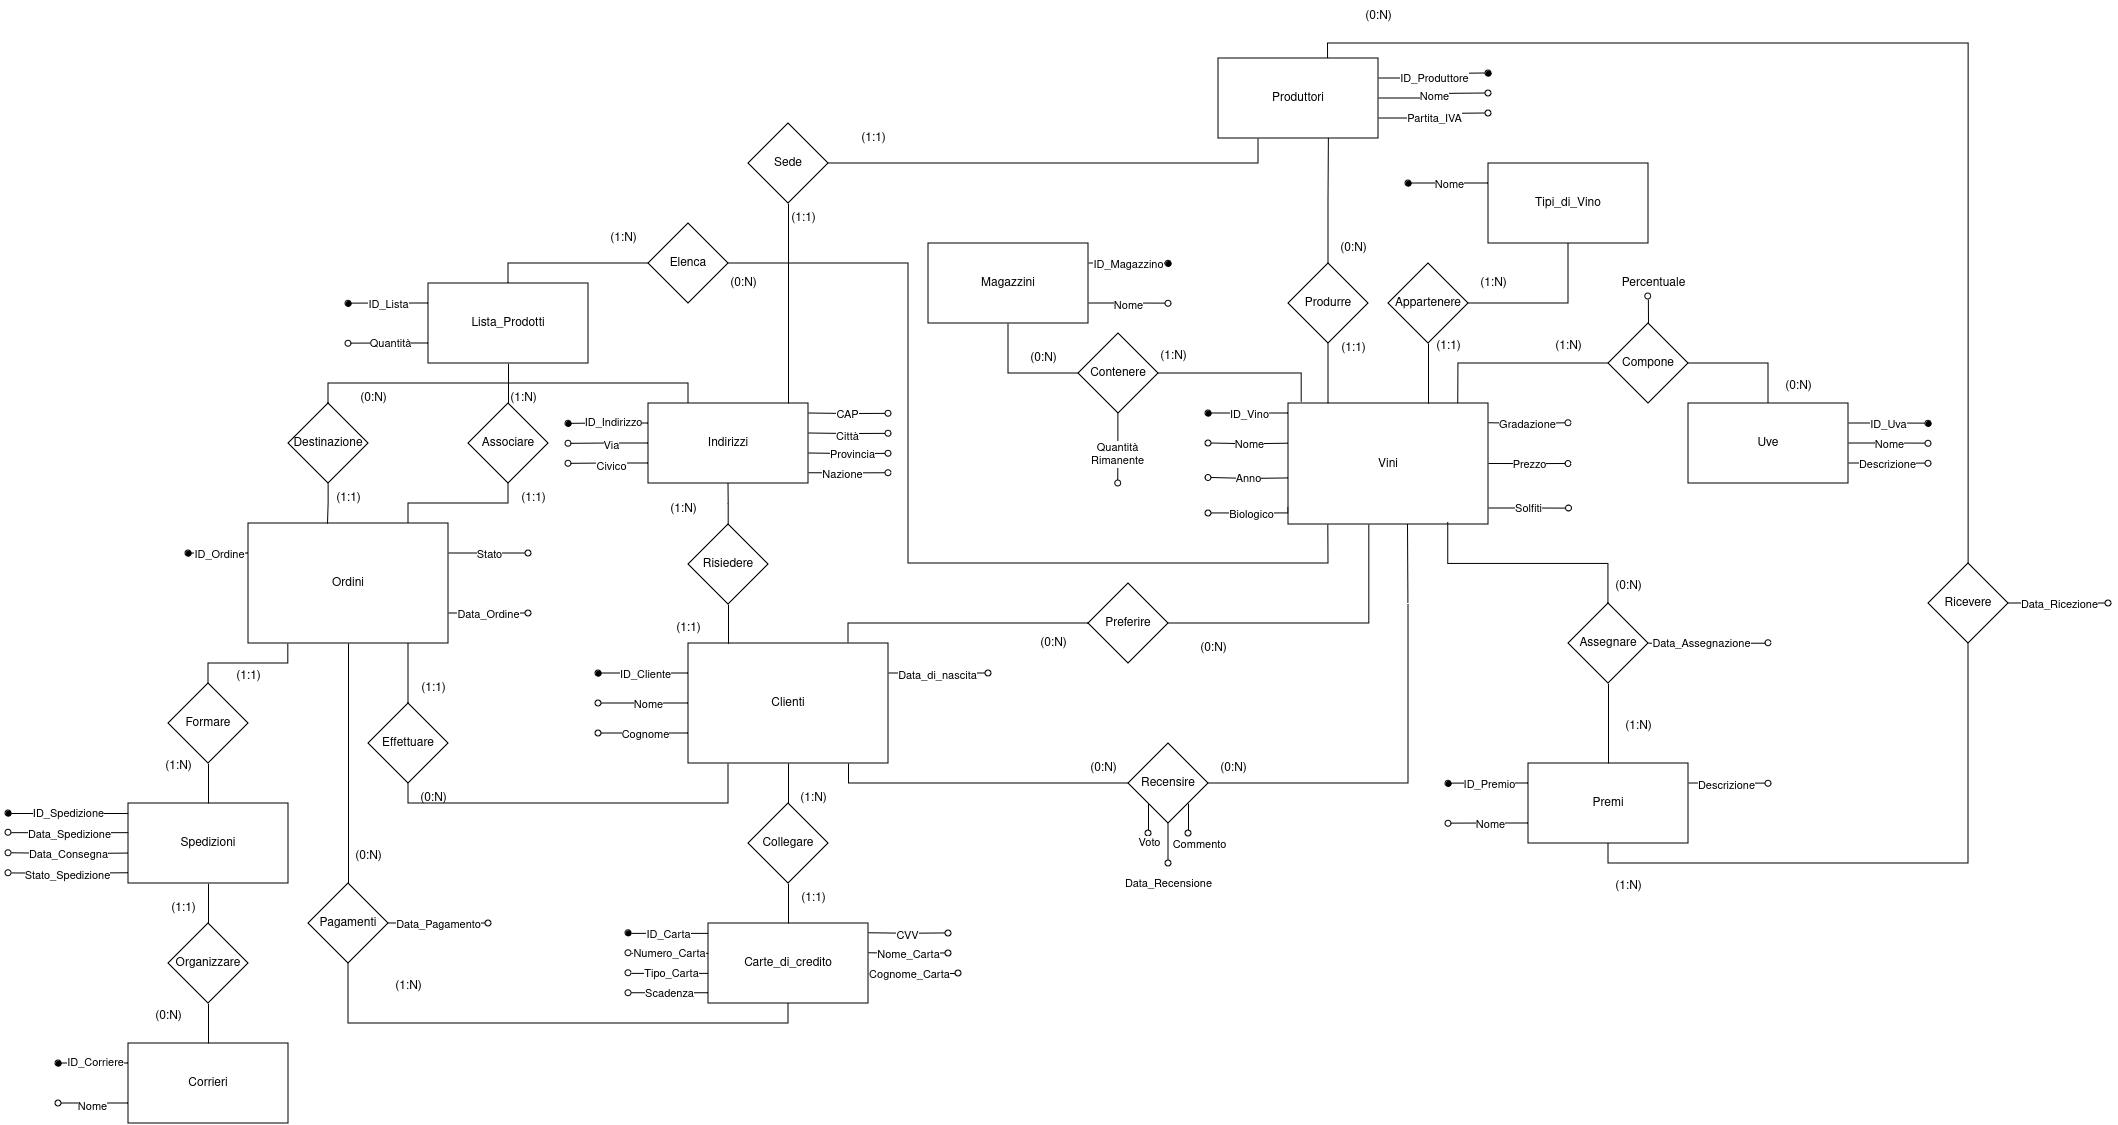 (0:N)
Produttori
ID_Produttore
Nome
Partita_IVA
(1:1)
Sede
(1:1)
Nome
Tipi_di_Vino
(1:N)
Elenca
(0:N)
Magazzini
ID_Magazzino
Nome
(0:N)
Produrre
(1:1)
Appartenere
(1:N)
(1:1)
Percentuale
(1:N)
Compone
(0:N)
ID_Lista
Quantità
Lista_Prodotti
(0:N)
Contenere
(1:N)
Quantità
Rimanente
(0:N)
Destinazione
(1:1)
(1:N)
Associare
(1:1)
ID_Indirizzo
Via
Civico
Indirizzi
CAP
Città
Provincia
Nazione
ID_Vino
Nome
Anno
Biologico
Vini
Gradazione
Prezzo
Solfiti
Uve
ID_Uva
Nome
Descrizione
(1:N)
Risiedere
(1:1)
ID_Ordine
Ordini
Stato
Data_Ordine
(0:N)
Preferire
(0:N)
(0:N)
Assegnare
Data_Assegnazione
(1:N)
Ricevere
Data_Ricezione
(1:1)
Formare
(1:N)
(1:1)
Effettuare
(0:N)
ID_Cliente
Nome
Cognome
Clienti
Data_di_nascita
(0:N)
Recensire
(0:N)
Voto
Commento
Data_Recensione
ID_Premio
Nome
Premi
Descrizione
(1:N)
ID_Spedizione
Data_Spedizione
Data_Consegna
Stato_Spedizione
Spedizioni
(0:N)
Pagamenti
Data_Pagamento
(1:N)
(1:N)
Collegare
(1:1)
(1:1)
Organizzare
(0:N)
ID_Carta
Numero_Carta
Tipo_Carta
Scadenza
Carte_di_credito
CVV
Nome_Carta
Cognome_Carta
ID_Corriere
Nome
Corrieri